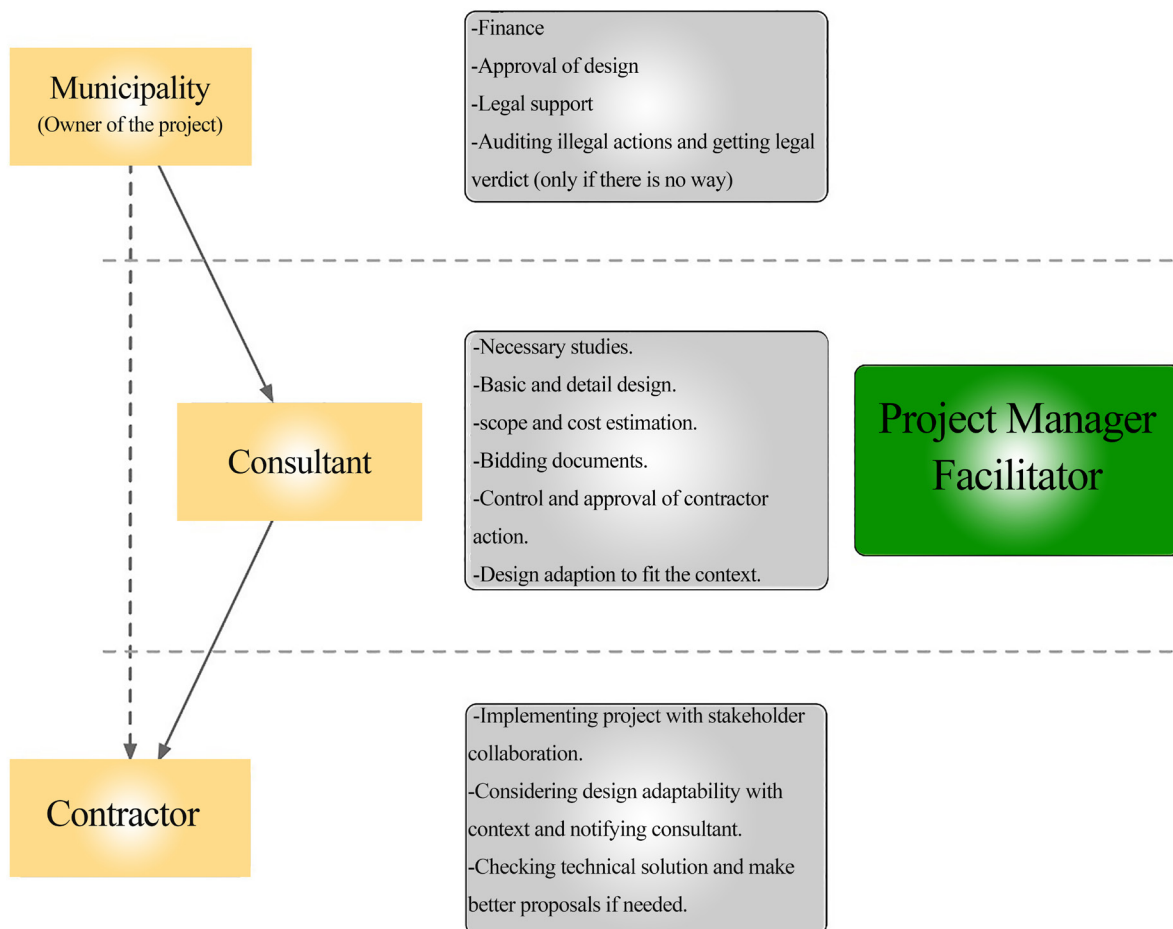 Municipality
(Owner of the project)
-Finance
-Approval of design
-Legal support
-Auditing illegal actions and getting legal
verdict (only if there is no way)
Consultant
-Necessary studies.
-Basic and detail design.
-scope and cost estimation.
-Bidding documents.
-Control and approval of contractor
action.
-Design adaption to fit the context.
Project Manager
Facilitator
Contractor
-Implementing project with stakeholder
collaboration.
-Considering design adaptability with
context and notifying consultant.
-Checking technical solution and make
better proposals if needed.